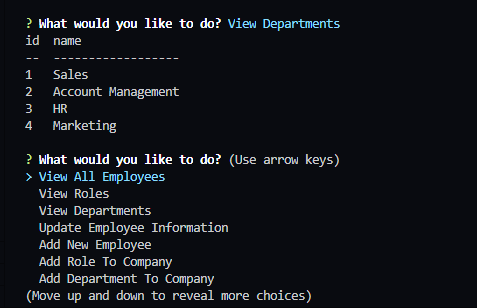 ? What would you like to do? View Departments
id  name
--  ------------------
1   Sales
2   Account Management
3   HR
4   Marketing
? What would you like to do? (Use arrow keys)
> View All Employees
  View Roles
  View Departments
  Update Employee Information
  Add New Employee
  Add Role To Company
  Add Department To Company
(Move up and down to reveal more choices)